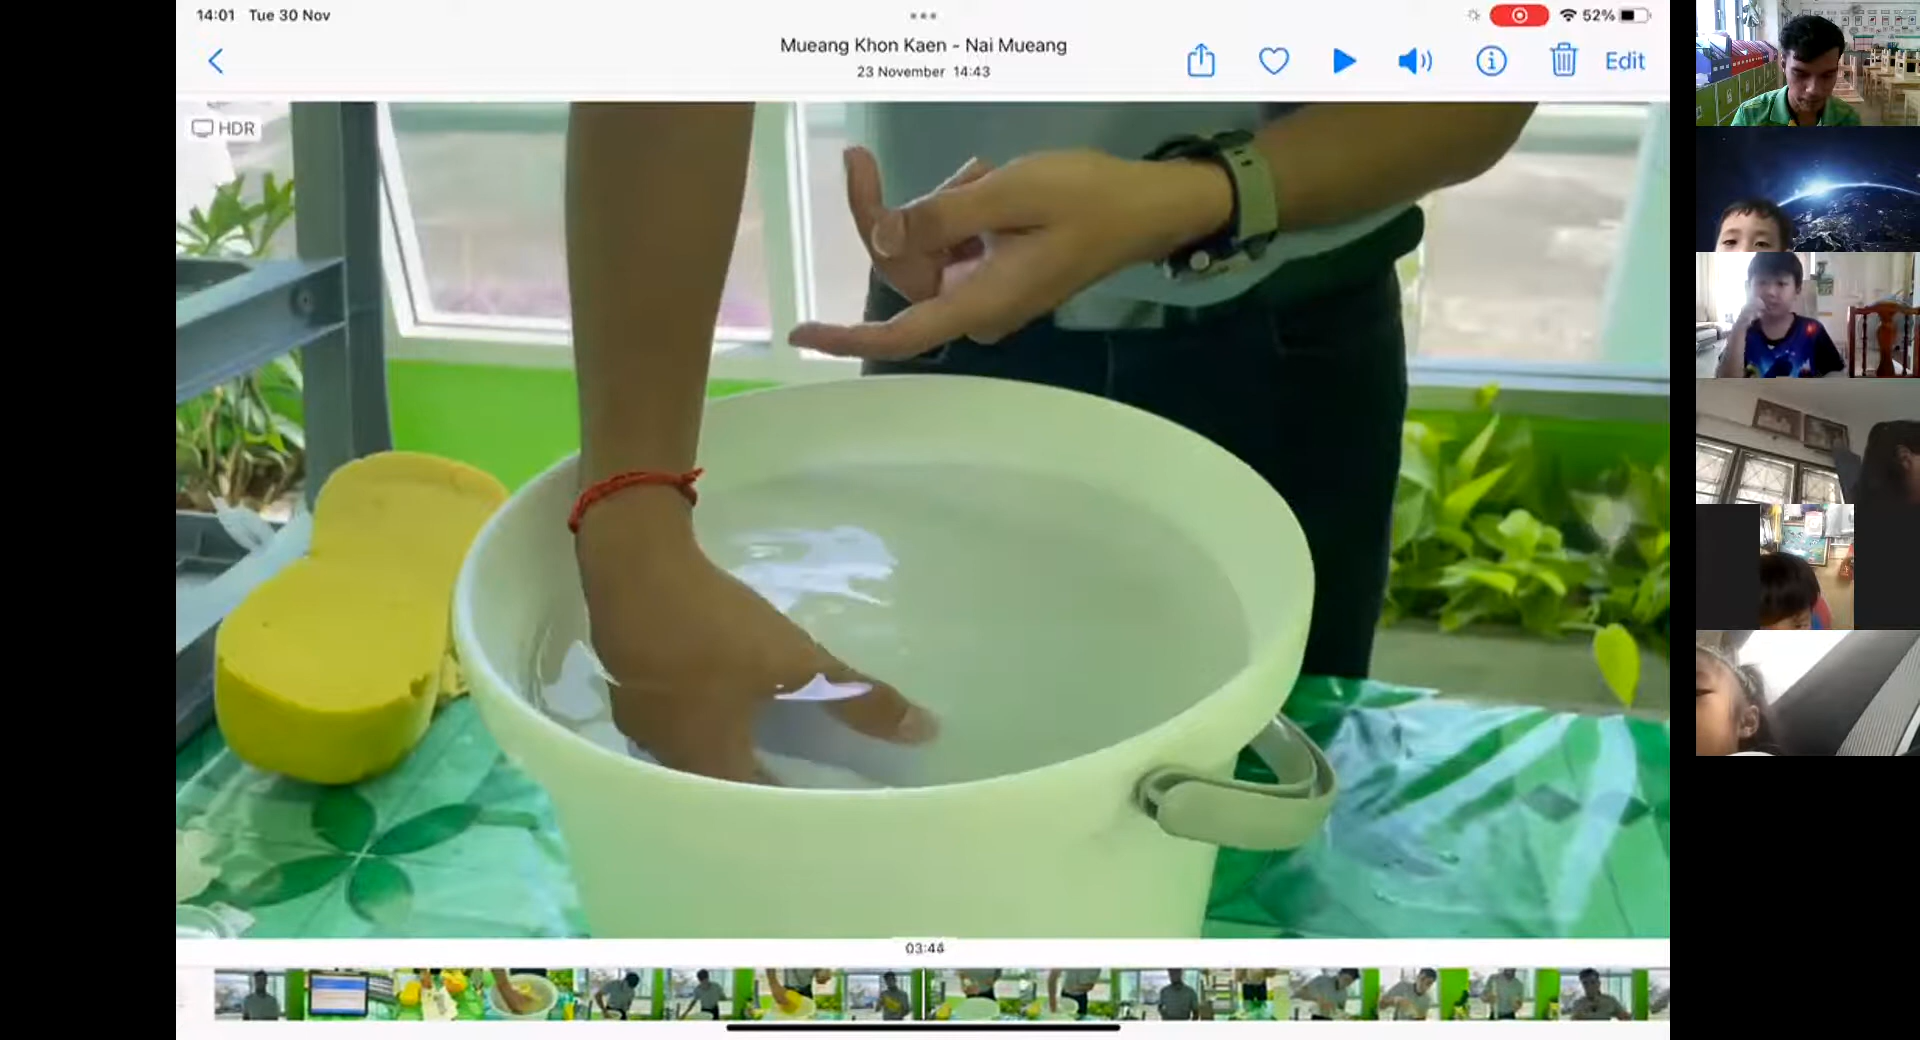 14:01 Tue 30 Nov
52%
Mueang Khon Kaen - Nai Mueang
23 November 14:43
Edit
HDR
03:44